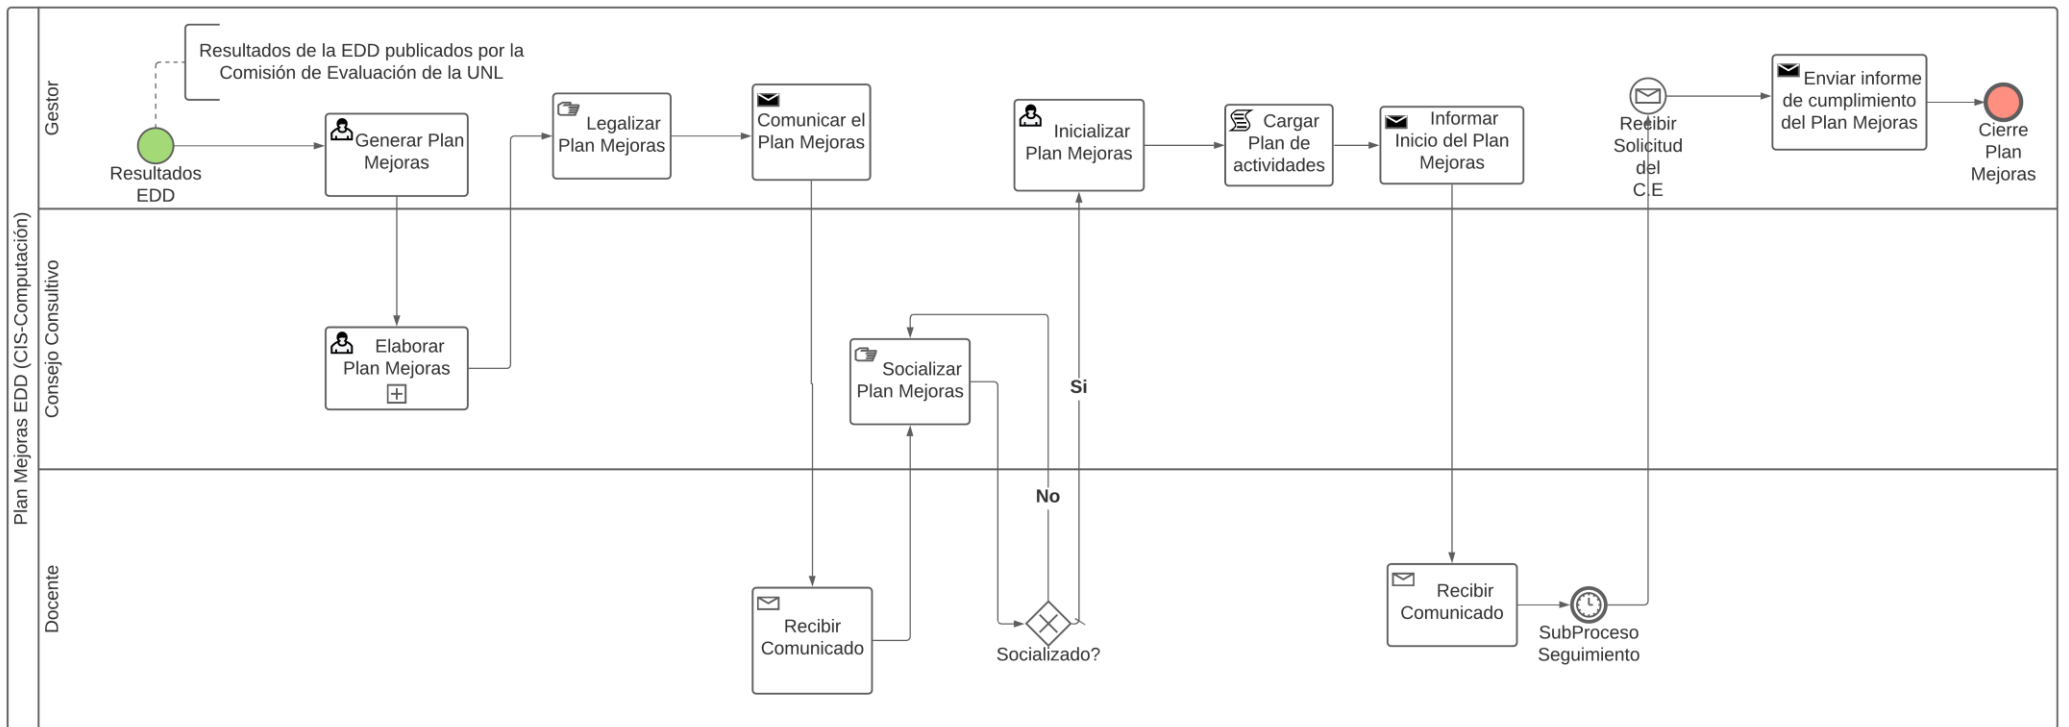 Plan Mejoras EDD (CIS-Computación)
Gestor
Resultados de la EDD publicados por la
Comisión de Evaluación de la UNL
Resultados
EDD
Generar Plan
Mejoras
Legalizar
Plan Mejoras
Comunicar el
Plan Mejoras
Inicializar
Plan Mejoras
Cargar
Plan de
actividades
Informar
Inicio del Plan
Mejoras
Recibir
Solicitud
del
C.E
Enviar informe
de cumplimiento
del Plan Mejoras
Cierre
Plan
Mejoras
Consejo Consultivo
Elaborar
Plan Mejoras
Socializar
Plan Mejoras
Si
No
Docente
Recibir
Comunicado
Socializado?
Recibir
Comunicado
SubProceso
Seguimiento